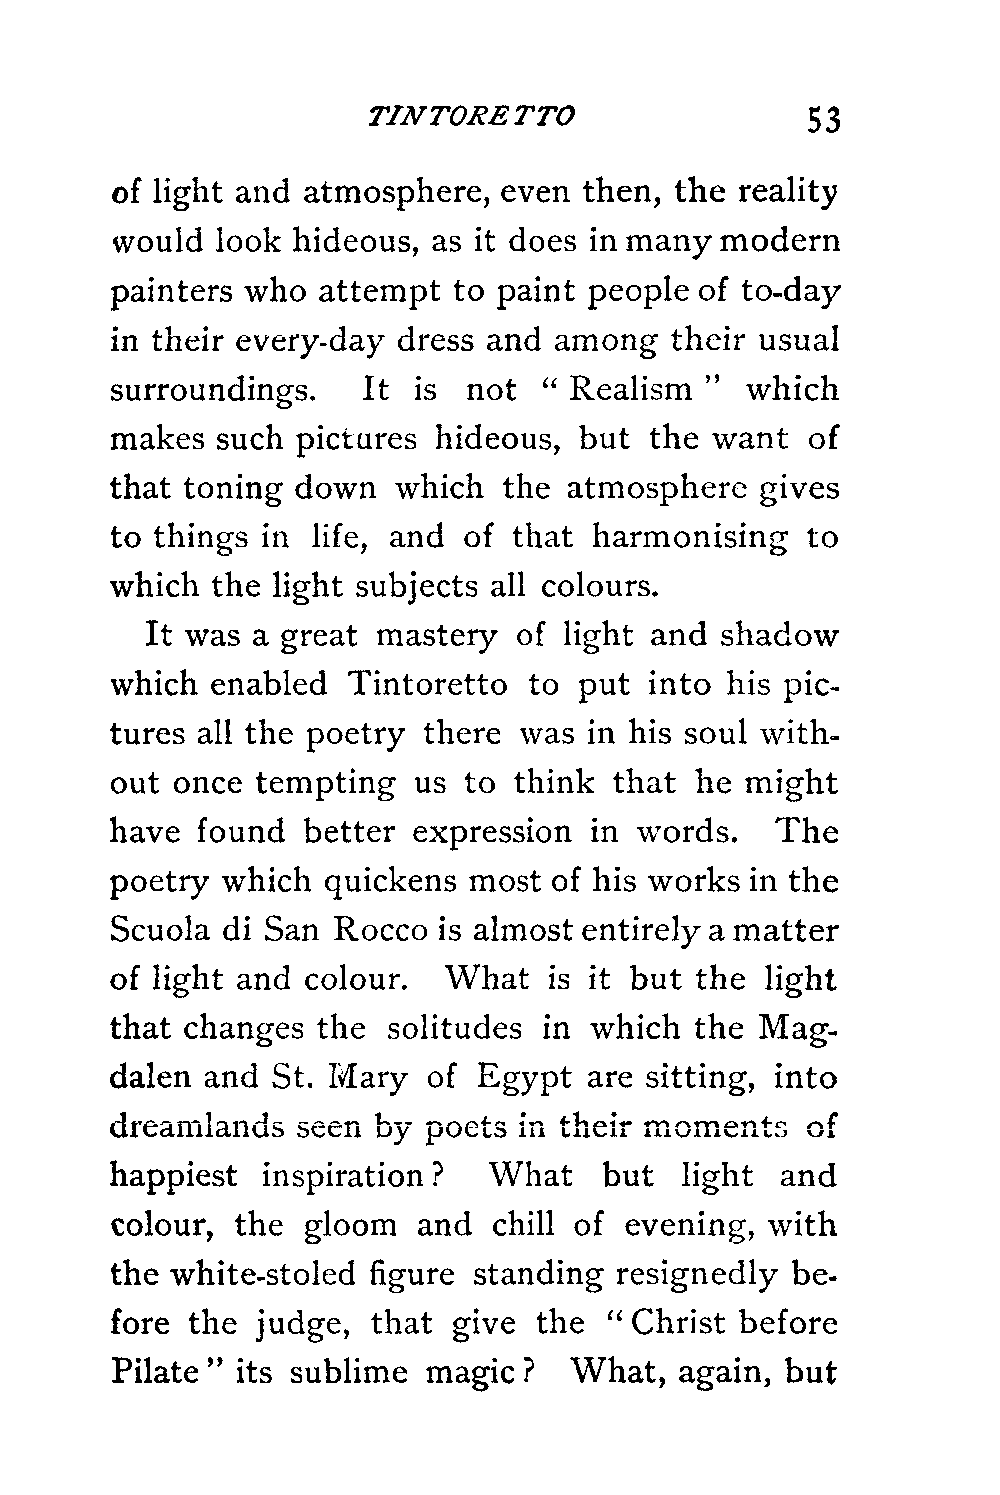 TINTORETTO 53
of light and atmosphere, even then, the reality
would look hideous, as it does in many modern
painters who attempt to paint people of to-day
in their every-day dress and among their usual
surroundings. It is not “ Realism ” which
makes such pictures hideous, but the want of
that toning down which the atmosphere gives
to things in life, and of that harmonising to
which the light subjects all colours.
It was a great mastery of light and shadow
which enabled Tintoretto to put into his pic-
tures all the poetry there was in his soul with-
out once tempting us to think that he might
have found better expression in words. The
poetry which quickens most of his works in the
Scuola di San Rocco is almost entirely a matter
of light and colour. What is it but the light
that changes the solitudes in which the Mag-
dalen and St. Mary of Egypt are sitting, into
dreamlands seen by poets in their moments of
happiest inspiration ? What but light and
colour, the gloom and chill of evening, with
the white-stoled figure standing resignedly be-
fore the judge, that give the “ Christ before
Pilate ” its sublime magic ? What, again, but